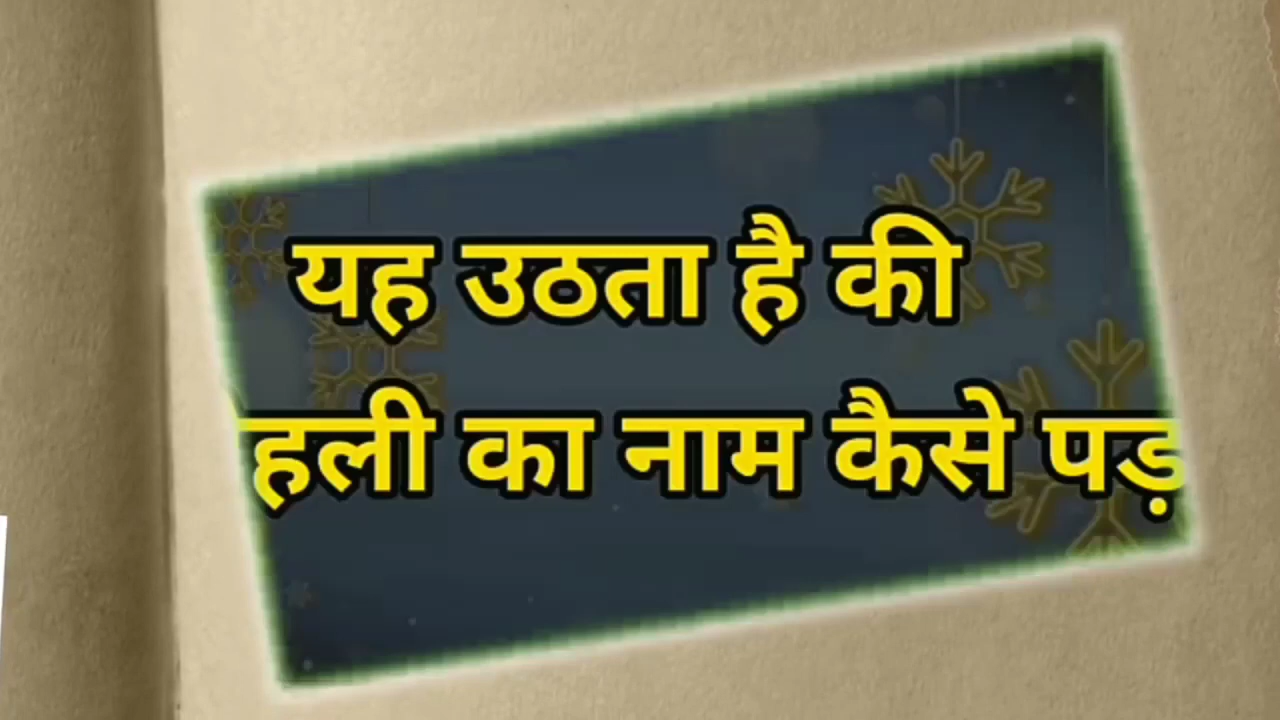 यह उठता है की
हली का नाम कैसे पड़